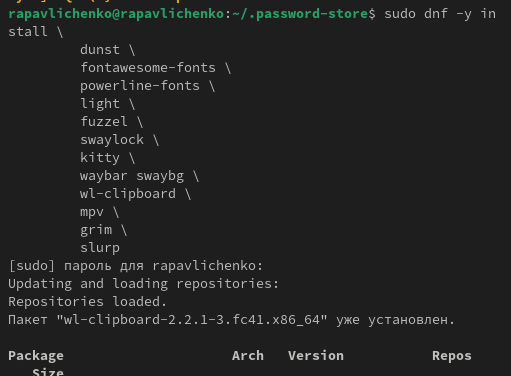 rapavlichenko@rapavlichenko:~/.password-store$ sudo dnf -y in
stall \
dunst \
fontawesome-fonts \
powerline-fonts \
light \
fuzzel \
swaylock \
kitty \
waybar swaybg \
wl-clipboard \
mpv \
grim \
slurp
[sudo] пароль для rapavlichenko:
Updating and loading repositories:
Repositories loaded.
Пакет "wl-clipboard-2.2.1-3.fc41.x86_64" уже установлен.
Package Arch Version Repos
Size